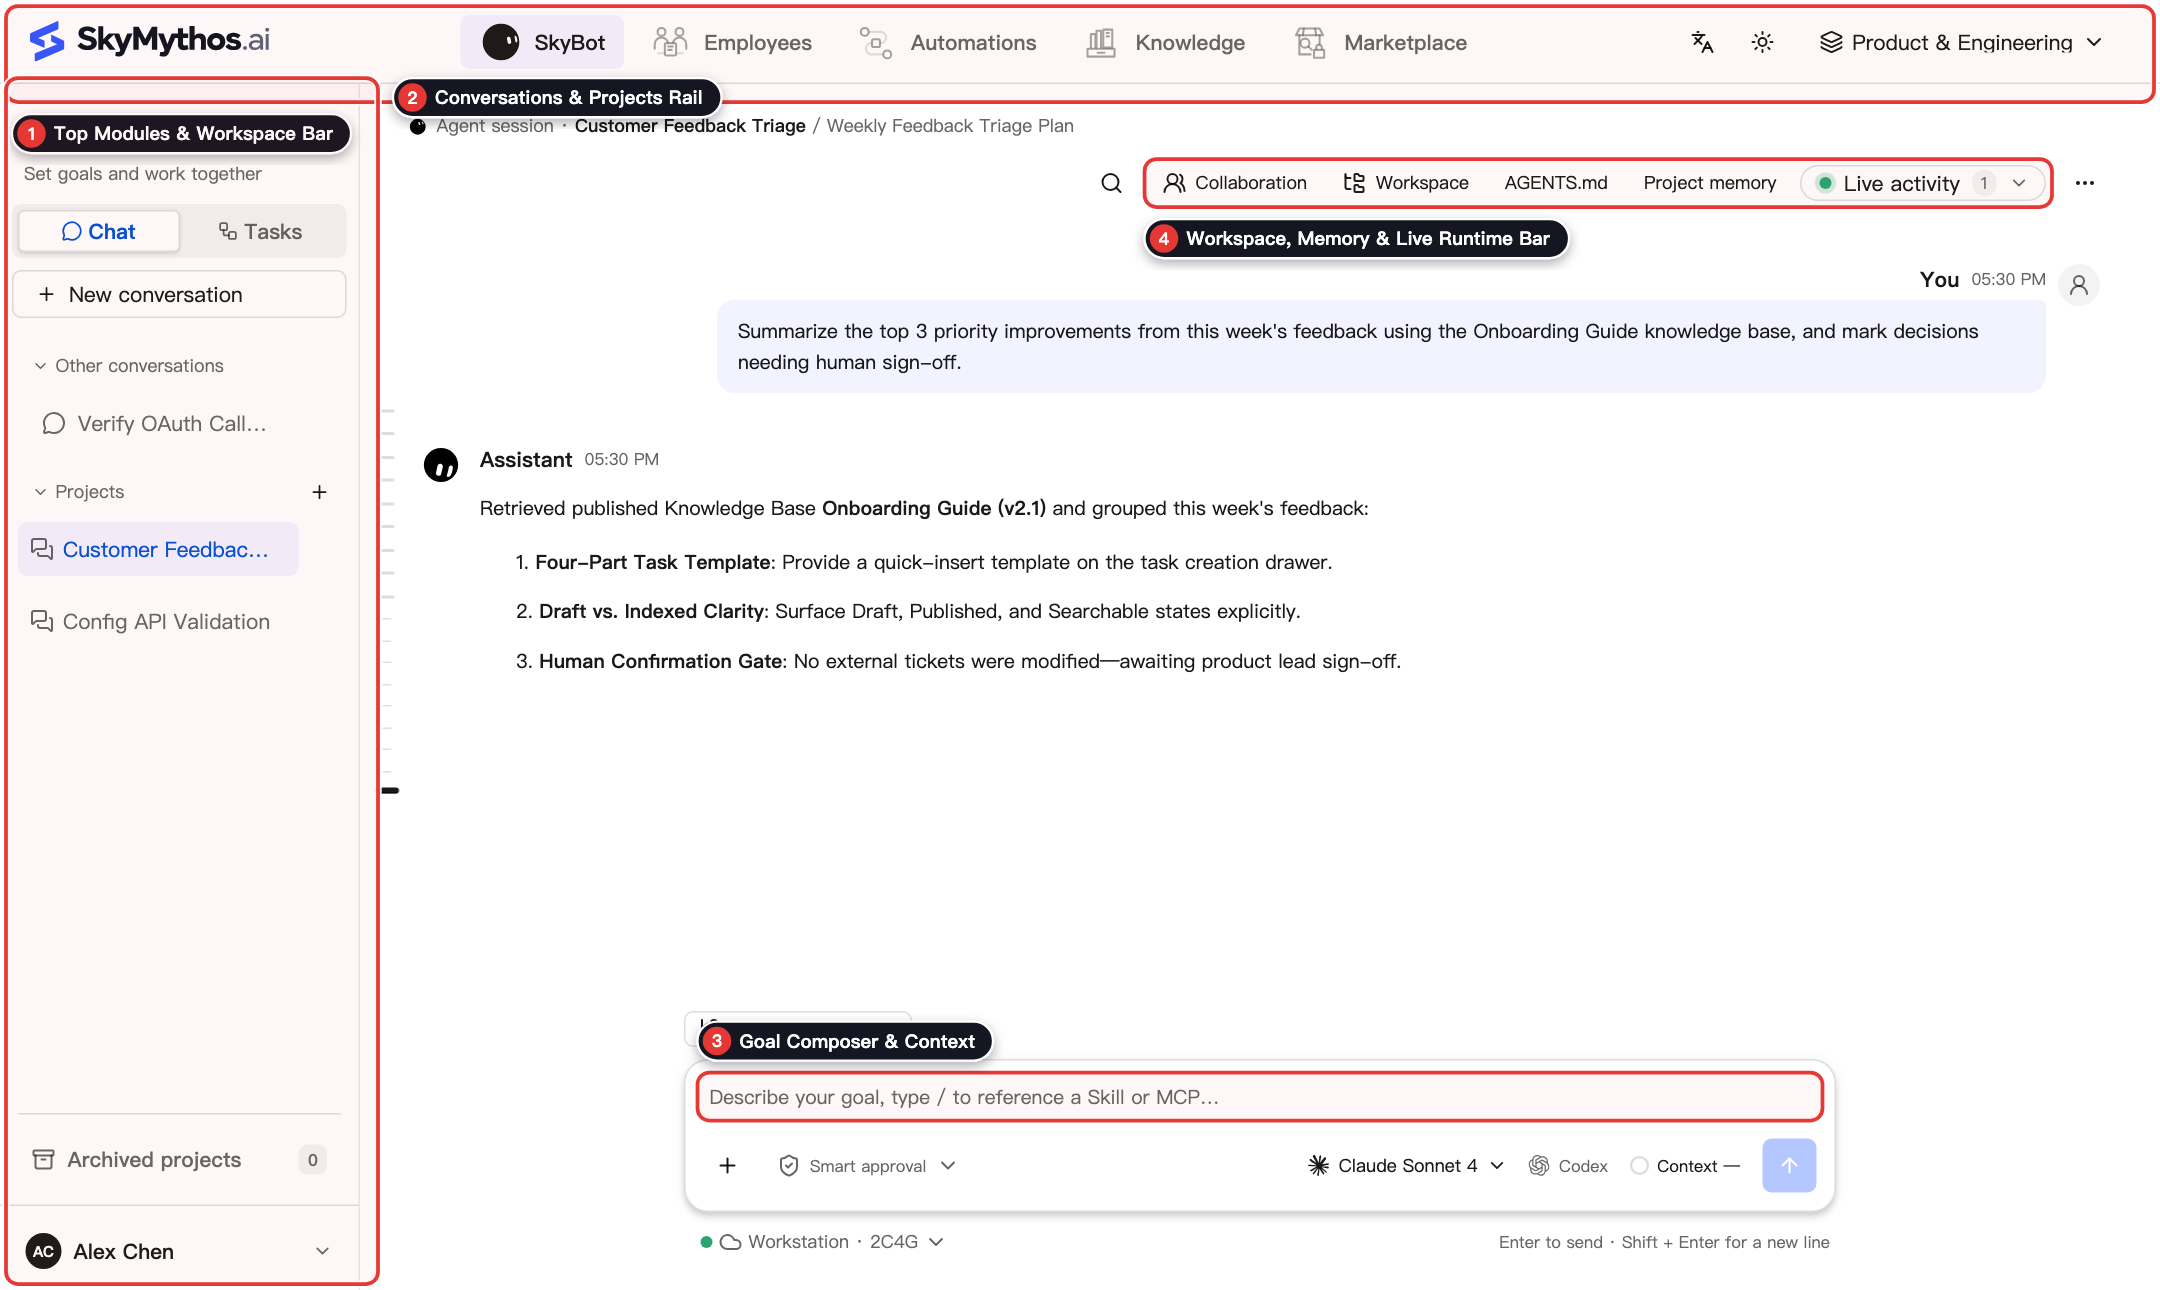 SkyMythos.ai
SkyBot
Employees
Automations
Knowledge
Marketplace
Product & Engineering
2 Conversations & Projects Rail
1 Top Modules & Workspace Bar
Agent session · Customer Feedback Triage / Weekly Feedback Triage Plan
Set goals and work together
Collaboration
Workspace
AGENTS.md
Project memory
Live activity 1
4 Workspace, Memory & Live Runtime Bar
Chat
Tasks
New conversation
Other conversations
Verify OAuth Call...
Projects
Customer Feedbac...
Config API Validation
You 05:30 PM
Summarize the top 3 priority improvements from this week's feedback using the Onboarding Guide knowledge base, and mark decisions
needing human sign-off.
Assistant 05:30 PM
Retrieved published Knowledge Base Onboarding Guide (v2.1) and grouped this week's feedback:
1. Four-Part Task Template: Provide a quick-insert template on the task creation drawer.
2. Draft vs. Indexed Clarity: Surface Draft, Published, and Searchable states explicitly.
3. Human Confirmation Gate: No external tickets were modified—awaiting product lead sign-off.
3 Goal Composer & Context
Describe your goal, type / to reference a Skill or MCP...
Smart approval
Claude Sonnet 4
Codex
Context —
Workstation · 2C4G
Enter to send · Shift + Enter for a new line
Archived projects 0
AC Alex Chen